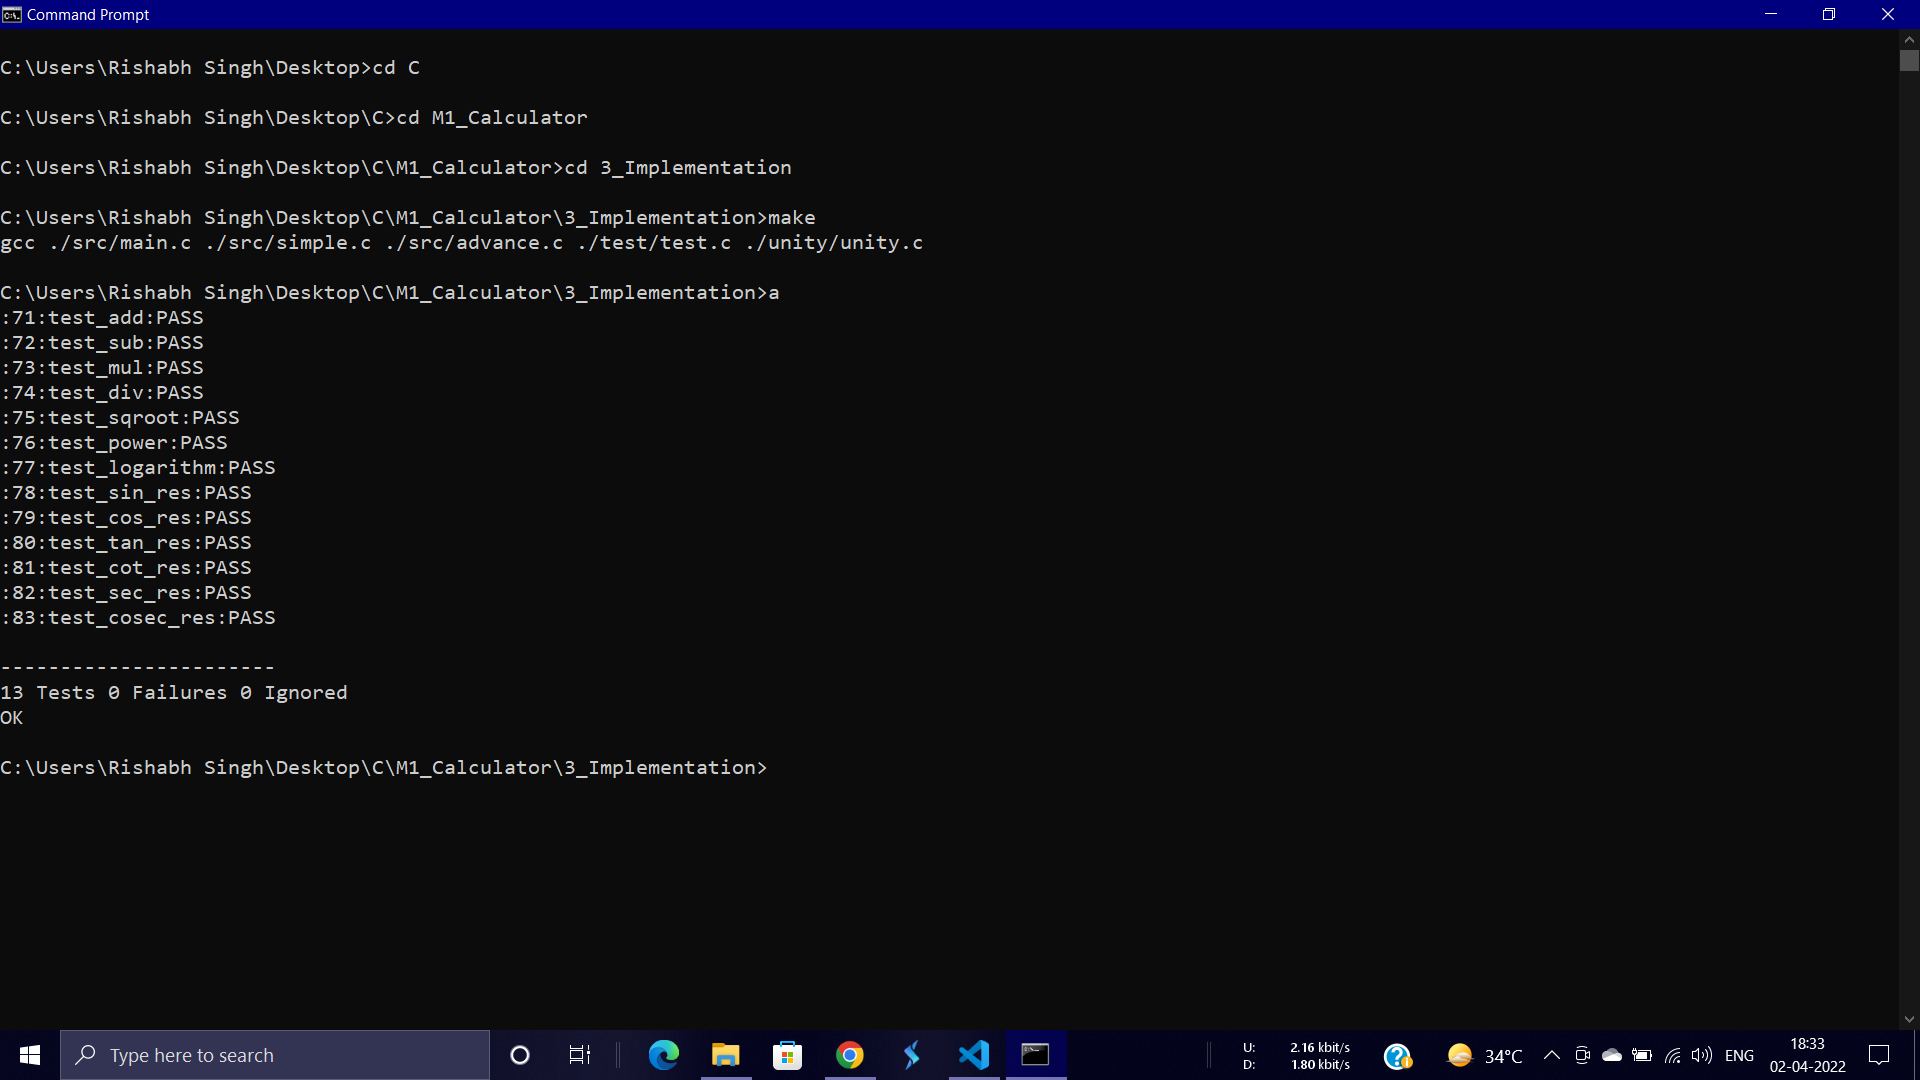 Command Prompt
C:\Users\Rishabh Singh\Desktop>cd C
C:\Users\Rishabh Singh\Desktop\C>cd M1_Calculator
C:\Users\Rishabh Singh\Desktop\C\M1_Calculator>cd 3_Implementation
C:\Users\Rishabh Singh\Desktop\C\M1_Calculator\3_Implementation>make
gcc ./src/main.c ./src/simple.c ./src/advance.c ./test/test.c ./unity/unity.c
C:\Users\Rishabh Singh\Desktop\C\M1_Calculator\3_Implementation>a
:71:test_add:PASS
:72:test_sub:PASS
:73:test_mul:PASS
:74:test_div:PASS
:75:test_sqroot:PASS
:76:test_power:PASS
:77:test_logarithm:PASS
:78:test_sin_res:PASS
:79:test_cos_res:PASS
:80:test_tan_res:PASS
:81:test_cot_res:PASS
:82:test_sec_res:PASS
:83:test_cosec_res:PASS
-----------------------
13 Tests 0 Failures 0 Ignored
OK
C:\Users\Rishabh Singh\Desktop\C\M1_Calculator\3_Implementation>
Type here to search
U: 2.16 kbit/s
D: 1.80 kbit/s
34°C
ENG
18:33
02-04-2022